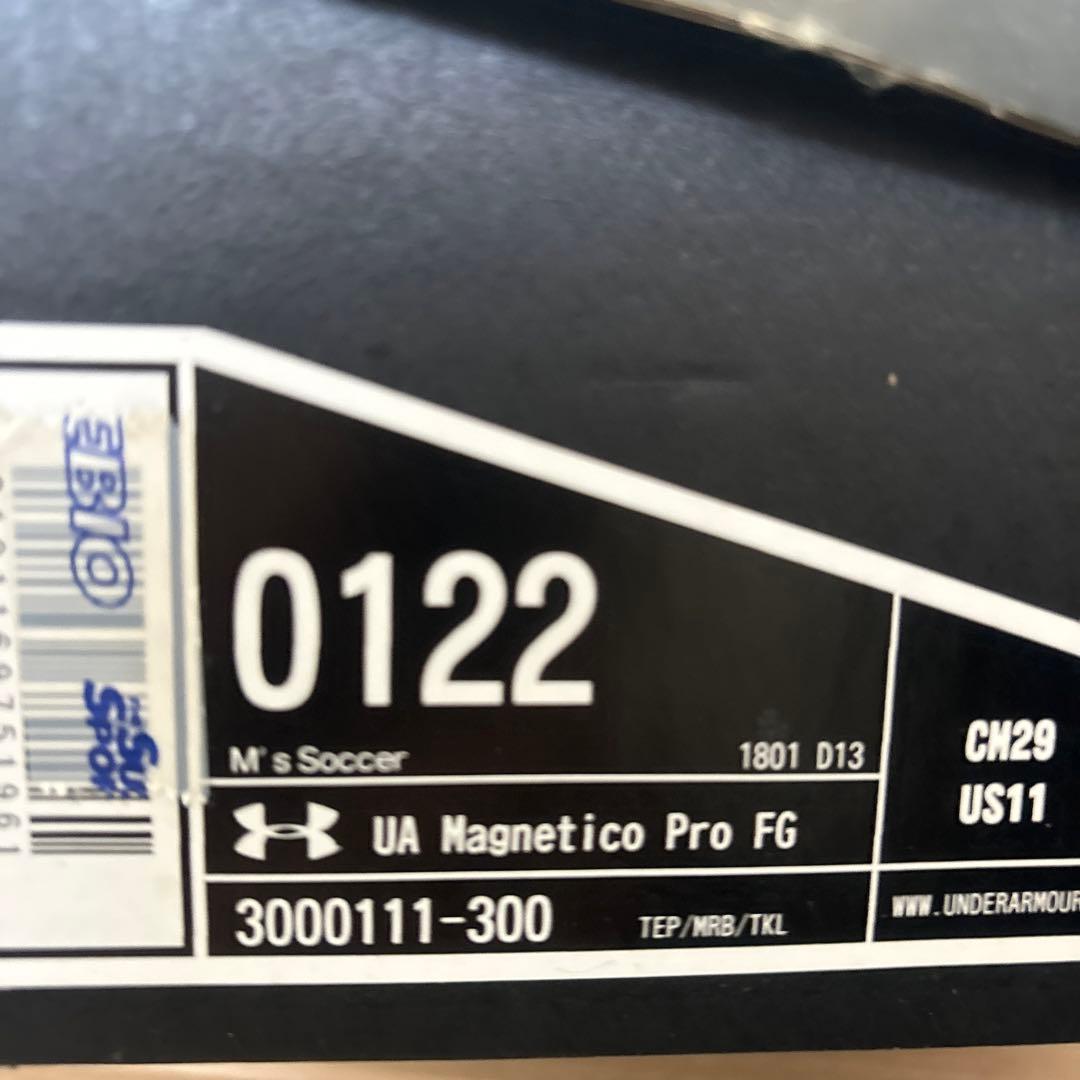 0122
M's Soccer
1801 D13
CM29
US11
UA Magnetico Pro FG
3000111-300
TEP/MRB/TKL
WWW.UNDERARMOUR